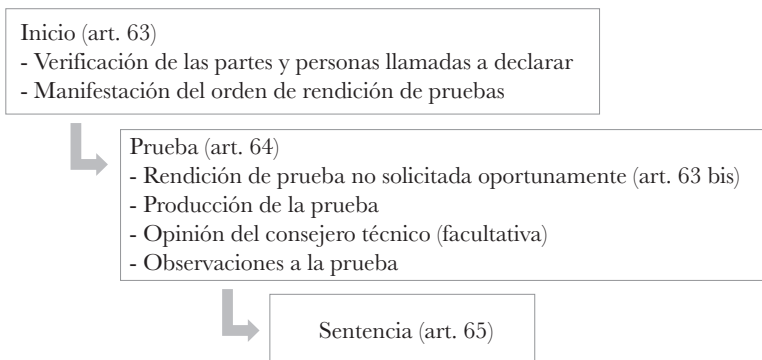 Inicio (art. 63)
- Verificación de las partes y personas llamadas a declarar
- Manifestación del orden de rendición de pruebas
Prueba (art. 64)
- Rendición de prueba no solicitada oportunamente (art. 63 bis)
- Producción de la prueba
- Opinión del consejero técnico (facultativa)
- Observaciones a la prueba
Sentencia (art. 65)